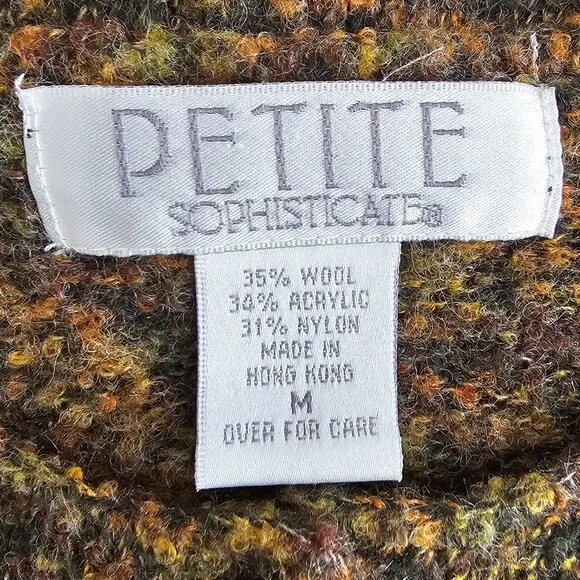 PETITE
SOPHISTICATE®
35% WOOL
34% ACRYLIC
31% NYLON
MADE IN
HONG KONG
M
OVER FOR CARE